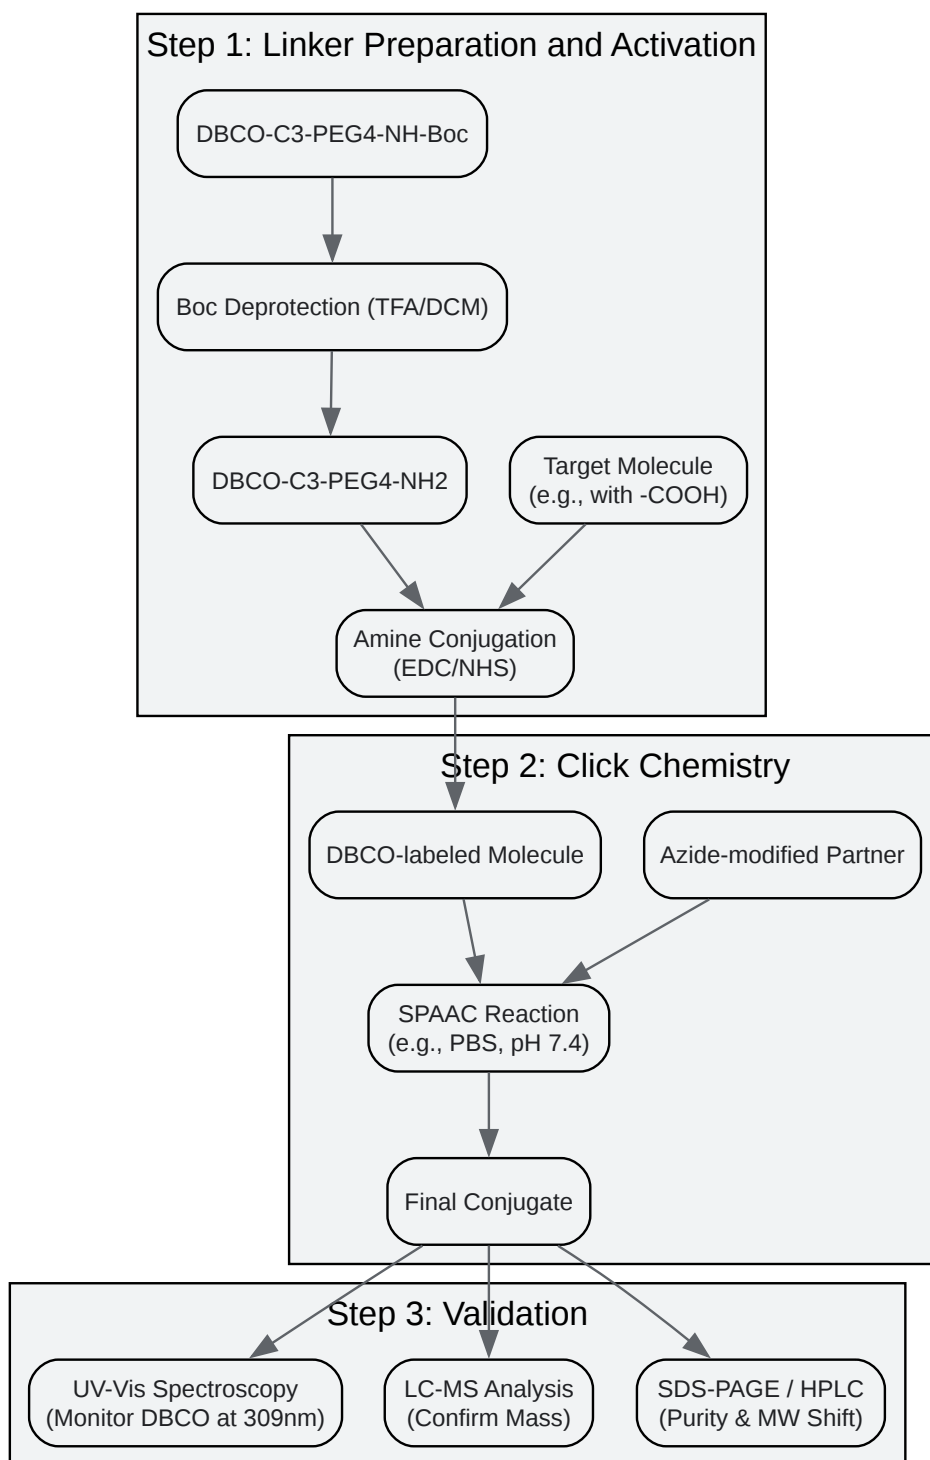 Step 1: Linker Preparation and Activation
DBCO-C3-PEG4-NH-Boc
Boc Deprotection (TFA/DCM)
DBCO-C3-PEG4-NH2
Target Molecule
(e.g., with -COOH)
Amine Conjugation
(EDC/NHS)
Step 2: Click Chemistry
DBCO-labeled Molecule
Azide-modified Partner
SPAAC Reaction
(e.g., PBS, pH 7.4)
Final Conjugate
Step 3: Validation
UV-Vis Spectroscopy
(Monitor DBCO at 309nm)
LC-MS Analysis
(Confirm Mass)
SDS-PAGE / HPLC
(Purity & MW Shift)